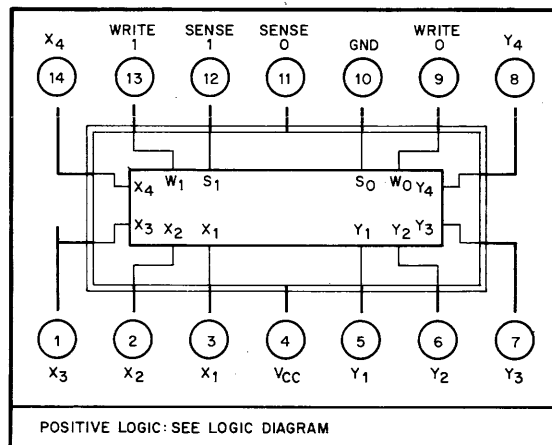 X4 WRITE 1 SENSE 1 SENSE 0 GND WRITE 0 Y4
14 13 12 11 10 9 8
X4 W1 S1 S0 W0 Y4
X3 X2 X1 Y1 Y2 Y3
1 2 3 4 5 6 7
X3 X2 X1 VCC Y1 Y2 Y3
POSITIVE LOGIC: SEE LOGIC DIAGRAM